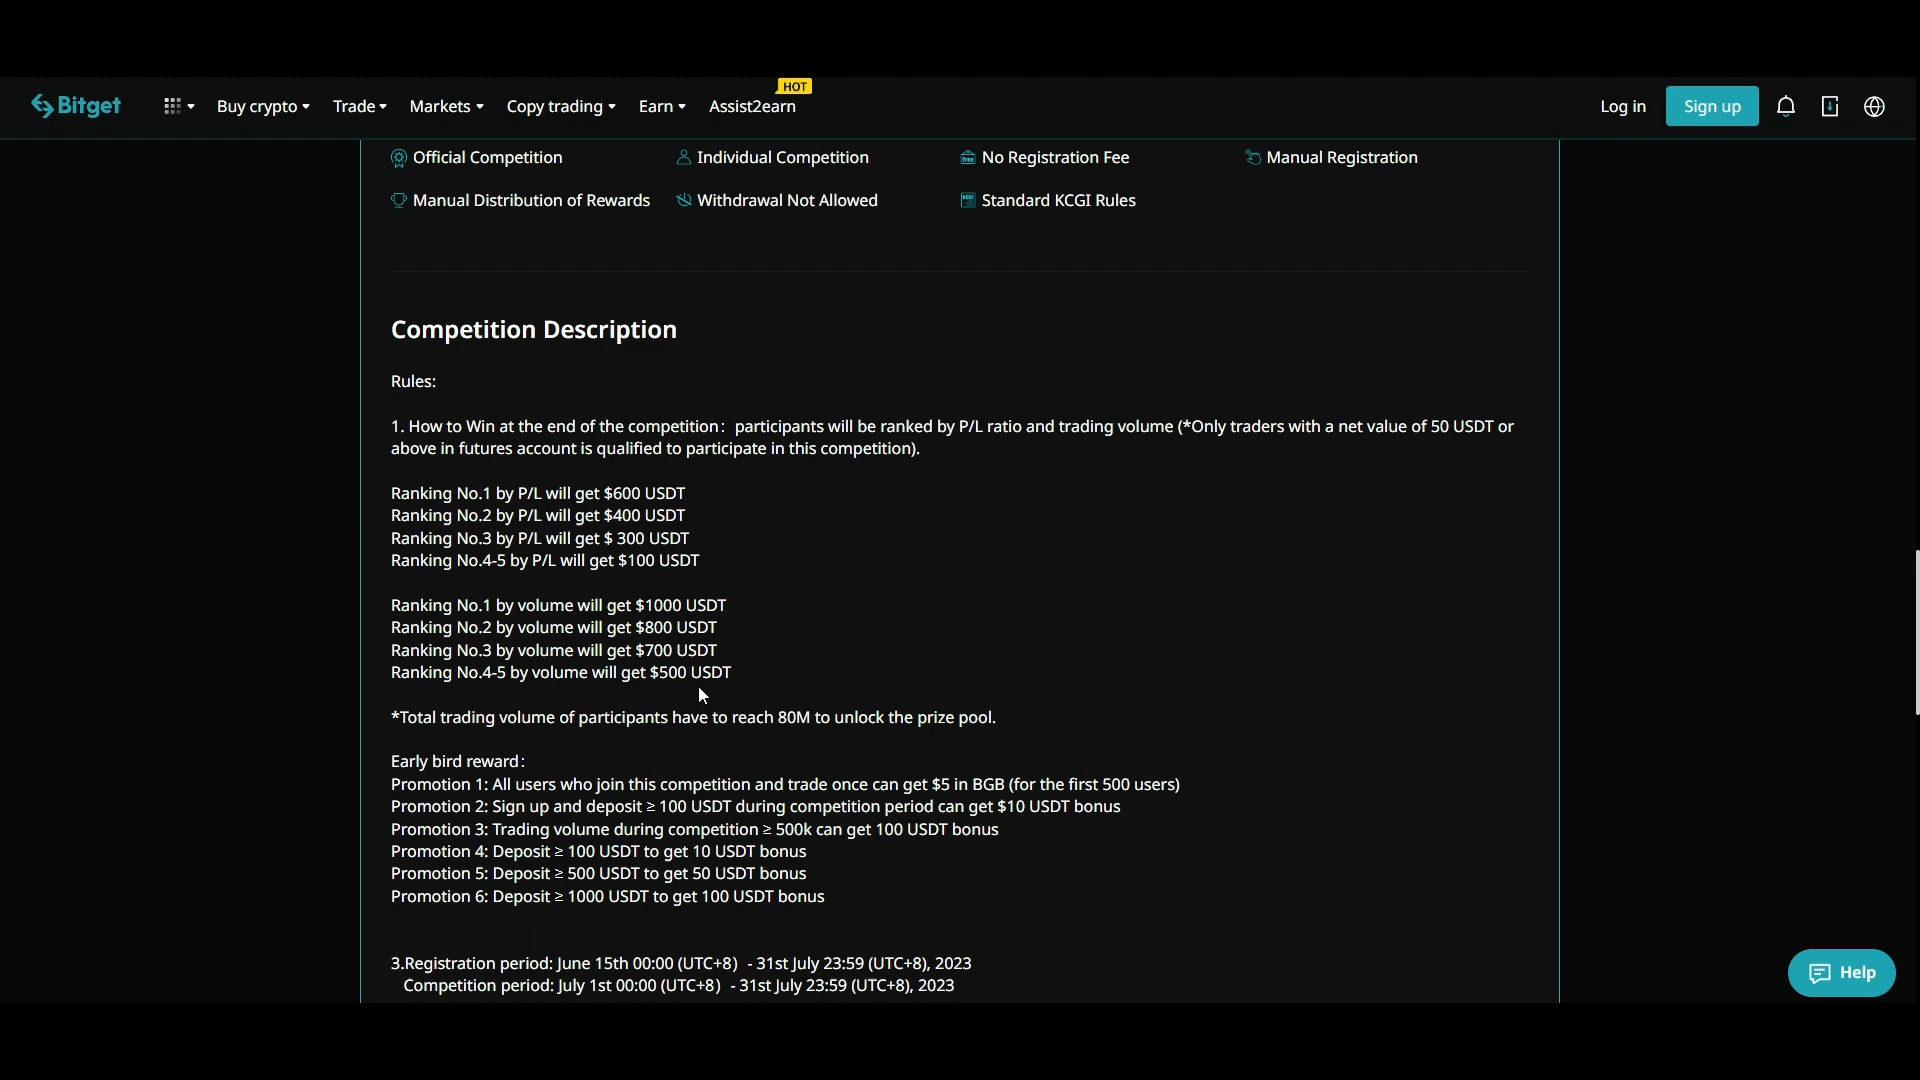 HOT
Bitget Buy crypto Trade Markets Copy trading Earn Assist2earn Log in Sign up
Official Competition Individual Competition No Registration Fee Manual Registration
Manual Distribution of Rewards Withdrawal Not Allowed Standard KCGI Rules
Competition Description
Rules:
1. How to Win at the end of the competition： participants will be ranked by P/L ratio and trading volume (*Only traders with a net value of 50 USDT or
above in futures account is qualified to participate in this competition).
Ranking No.1 by P/L will get $600 USDT
Ranking No.2 by P/L will get $400 USDT
Ranking No.3 by P/L will get $ 300 USDT
Ranking No.4-5 by P/L will get $100 USDT
Ranking No.1 by volume will get $1000 USDT
Ranking No.2 by volume will get $800 USDT
Ranking No.3 by volume will get $700 USDT
Ranking No.4-5 by volume will get $500 USDT
*Total trading volume of participants have to reach 80M to unlock the prize pool.
Early bird reward：
Promotion 1: All users who join this competition and trade once can get $5 in BGB (for the first 500 users)
Promotion 2: Sign up and deposit ≥ 100 USDT during competition period can get $10 USDT bonus
Promotion 3: Trading volume during competition ≥ 500k can get 100 USDT bonus
Promotion 4: Deposit ≥ 100 USDT to get 10 USDT bonus
Promotion 5: Deposit ≥ 500 USDT to get 50 USDT bonus
Promotion 6: Deposit ≥ 1000 USDT to get 100 USDT bonus
3.Registration period: June 15th 00:00 (UTC+8） - 31st July 23:59 (UTC+8), 2023
Competition period: July 1st 00:00 (UTC+8） - 31st July 23:59 (UTC+8), 2023
Help